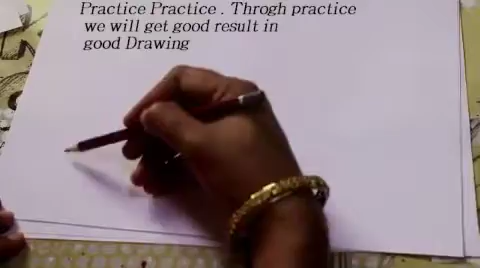 Practice Practice . Throgh practice
we will get good result in
good Drawing